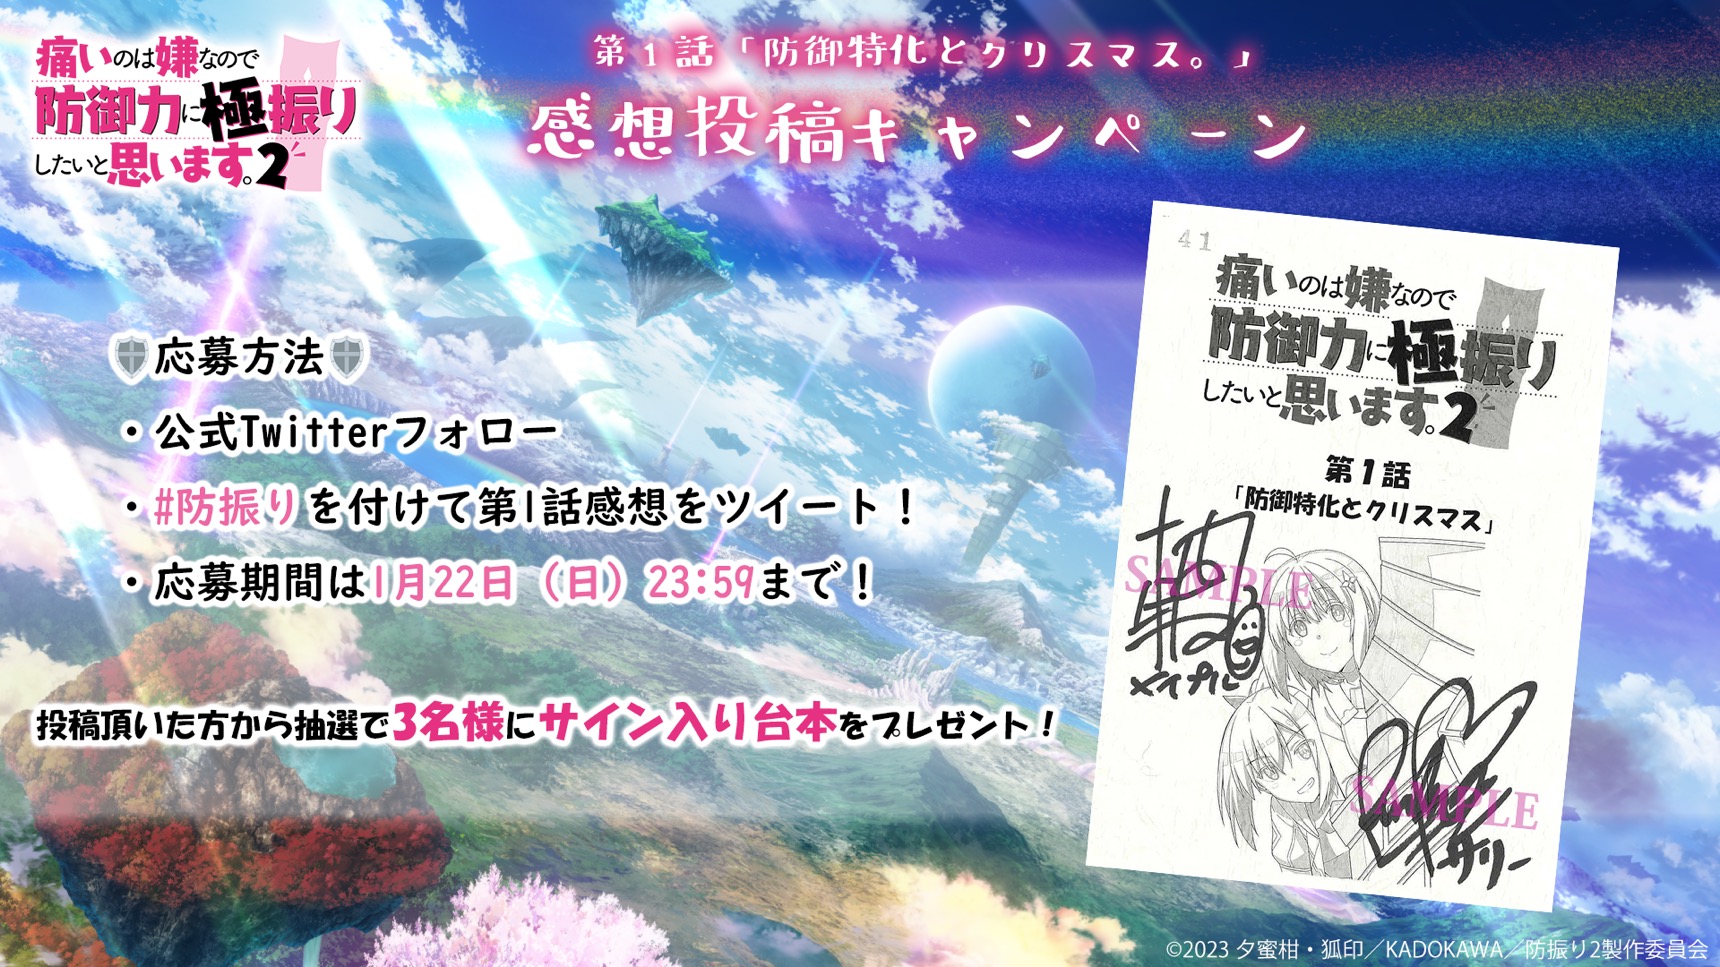 痛いのは嫌なので
防御力に極振り
したいと思います。2
第1話「防御特化とクリスマス。」
感想投稿キャンペーン
応募方法
・公式Twitterフォロー
・#防振りを付けて第1話感想をツイート！
・応募期間は1月22日（日）23:59まで！
投稿頂いた方から抽選で3名様にサイン入り台本をプレゼント！
41
痛いのは嫌なので
防御力に極振り
したいと思います。2
第1話
「防御特化とクリスマス」
SAMPLE
メイプル
SAMPLE
サリー
©2023 夕蜜柑・狐印／KADOKAWA／防振り2製作委員会